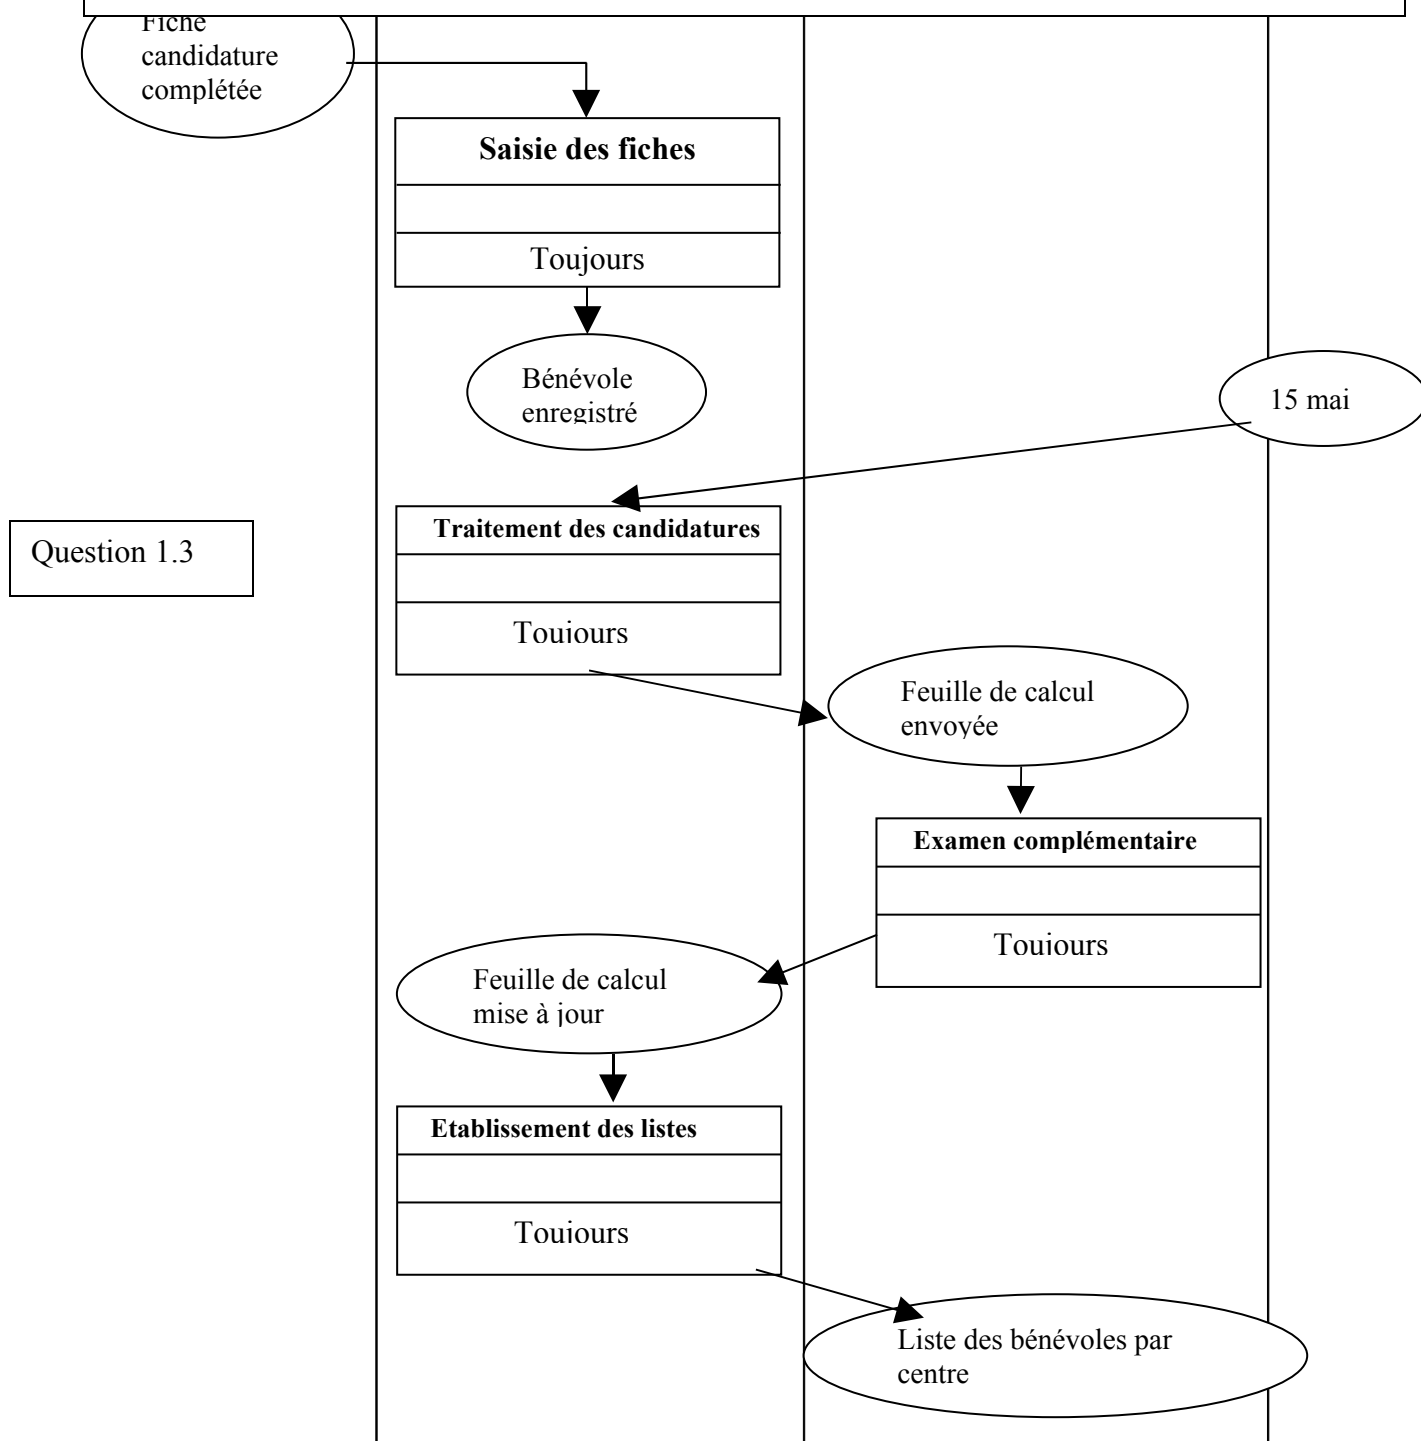 Fiche
candidature
complétée
Saisie des fiches
Toujours
Bénévole
enregistré
15 mai
Traitement des candidatures
Question 1.3
Toujours
Feuille de calcul
envoyée
Examen complémentaire
Toujours
Feuille de calcul
mise à jour
Etablissement des listes
Toujours
Liste des bénévoles par
centre